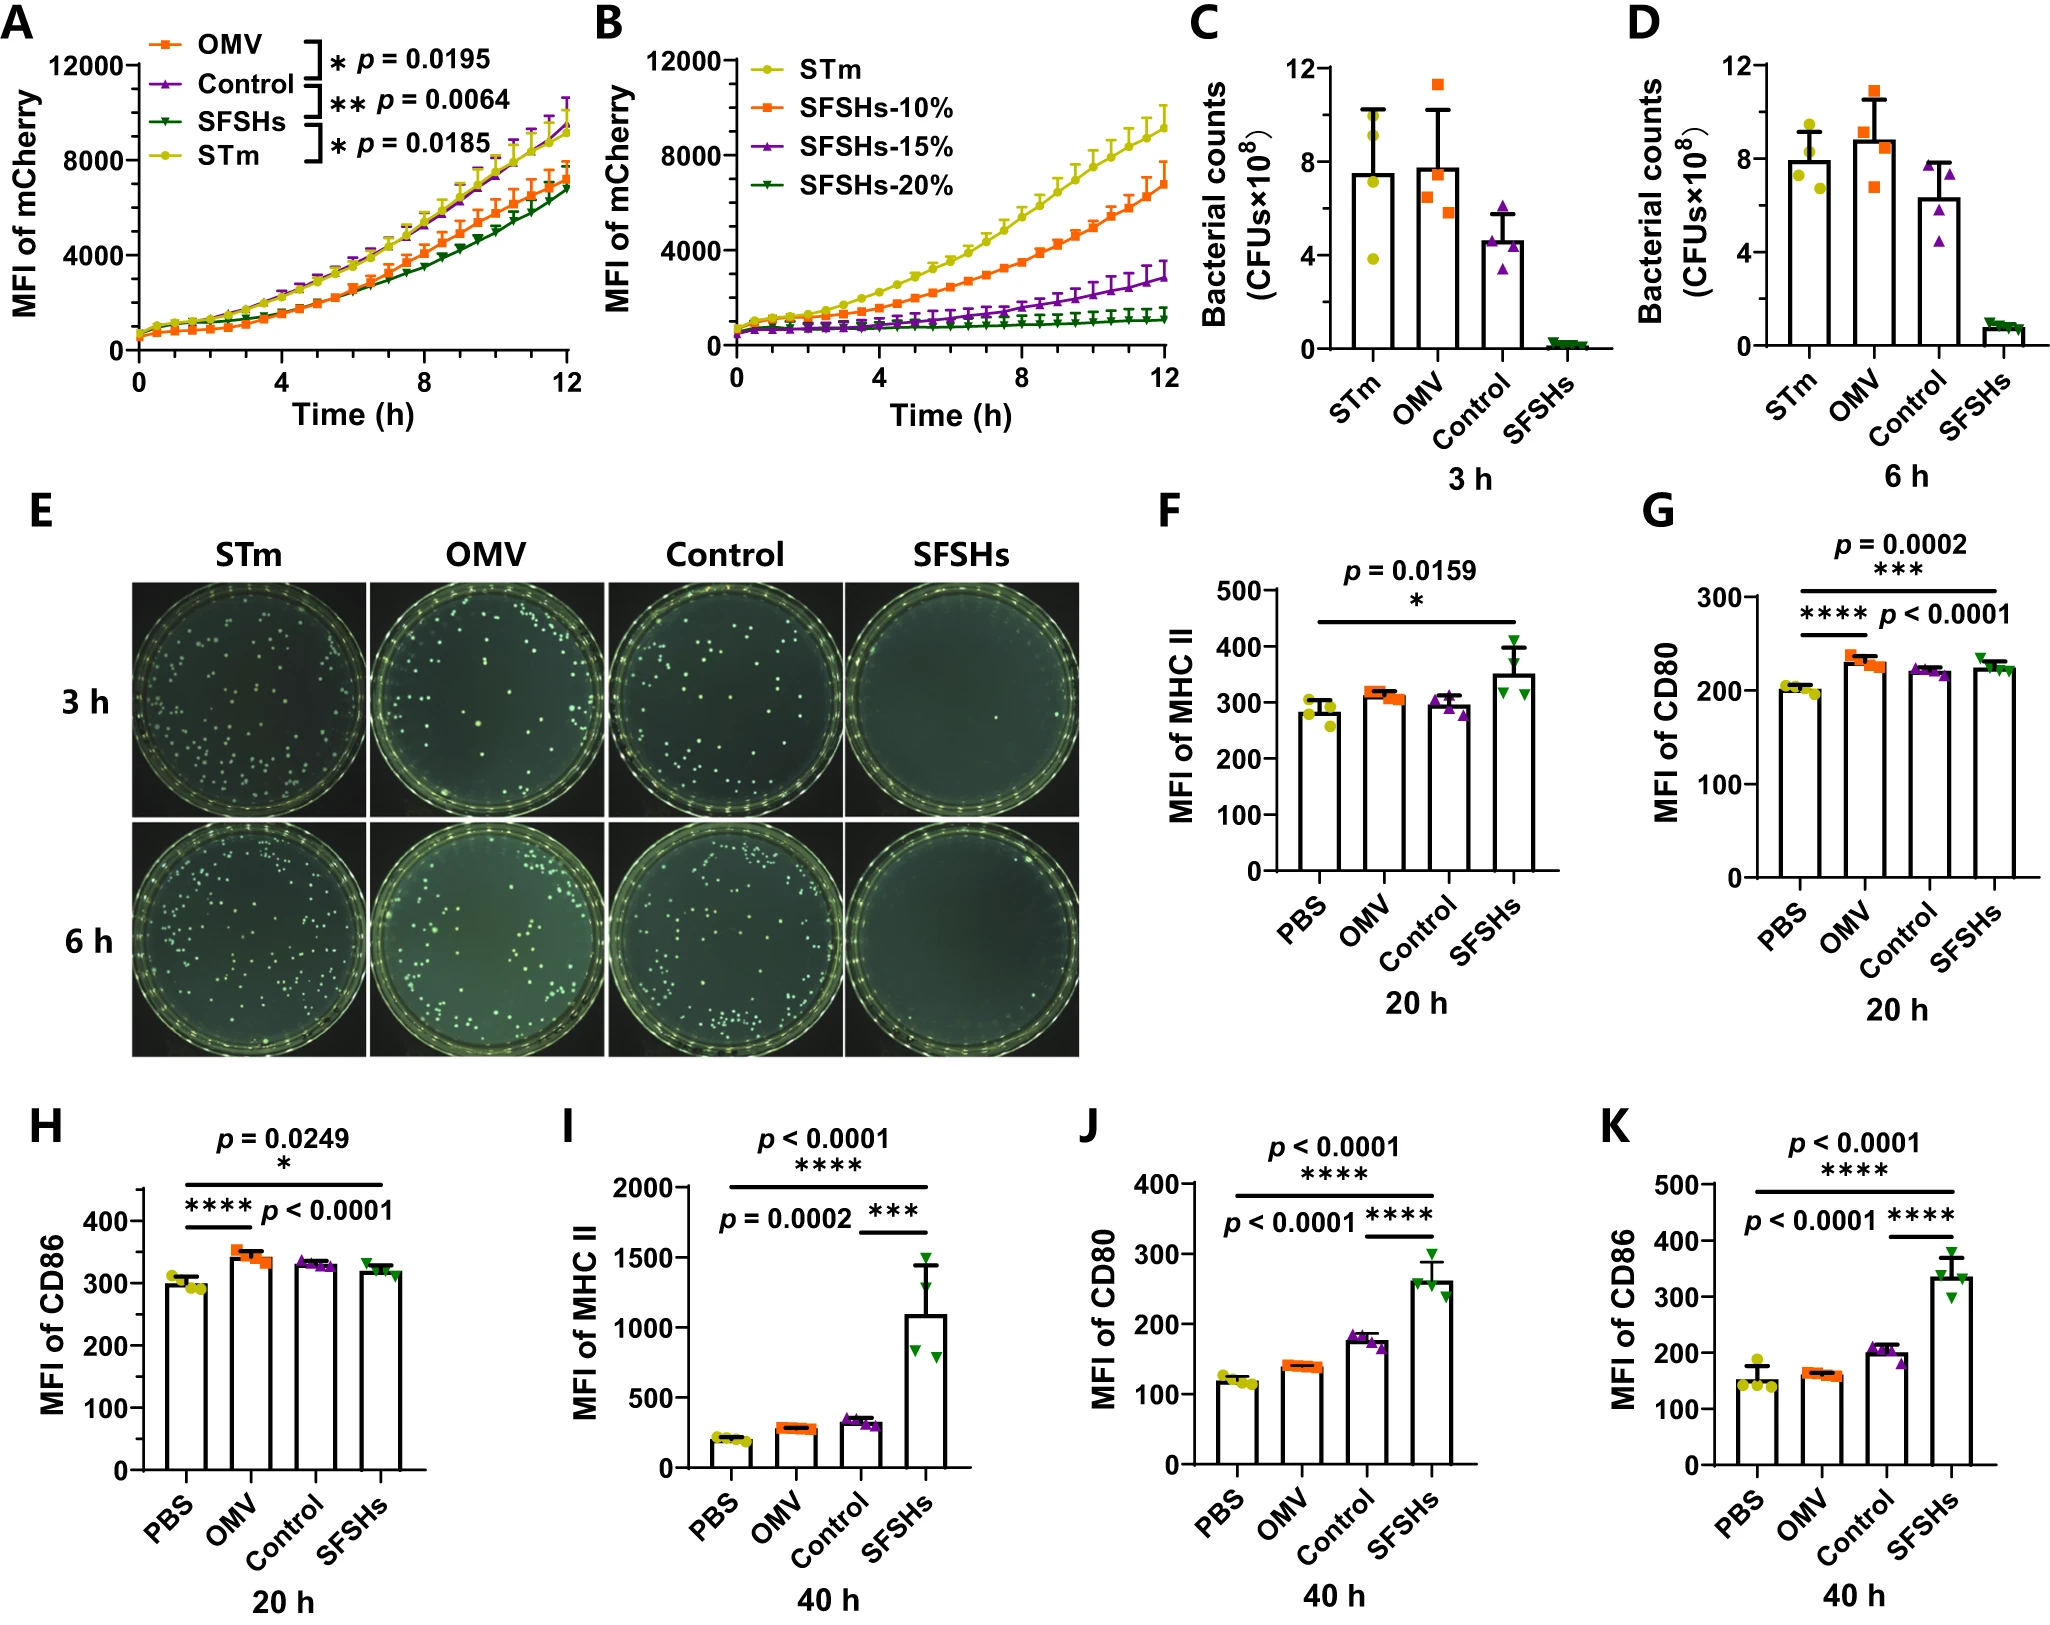 A
OMV
Control
SFSHs
STm
* p = 0.0195
** p = 0.0064
* p = 0.0185
MFI of mCherry
12000
8000
4000
0
0 4 8 12
Time (h)
B
STm
SFSHs-10%
SFSHs-15%
SFSHs-20%
MFI of mCherry
12000
8000
4000
0
0 4 8 12
Time (h)
C
Bacterial counts
(CFUs×10⁸)
12
8
4
0
STm OMV Control SFSHs
3 h
D
Bacterial counts
(CFUs×10⁸)
12
8
4
0
STm OMV Control SFSHs
6 h
E
STm OMV Control SFSHs
3 h
6 h
F
p = 0.0159
*
MFI of MHC II
500
400
300
200
100
0
PBS OMV Control SFSHs
20 h
G
p = 0.0002
***
**** p < 0.0001
MFI of CD80
300
200
100
0
PBS OMV Control SFSHs
20 h
H
p = 0.0249
*
**** p < 0.0001
MFI of CD86
400
300
200
100
0
PBS OMV Control SFSHs
20 h
I
p < 0.0001
****
p = 0.0002 ***
MFI of MHC II
2000
1500
1000
500
0
PBS OMV Control SFSHs
40 h
J
p < 0.0001
****
p < 0.0001 ****
MFI of CD80
400
300
200
100
0
PBS OMV Control SFSHs
40 h
K
p < 0.0001
****
p < 0.0001 ****
MFI of CD86
500
400
300
200
100
0
PBS OMV Control SFSHs
40 h